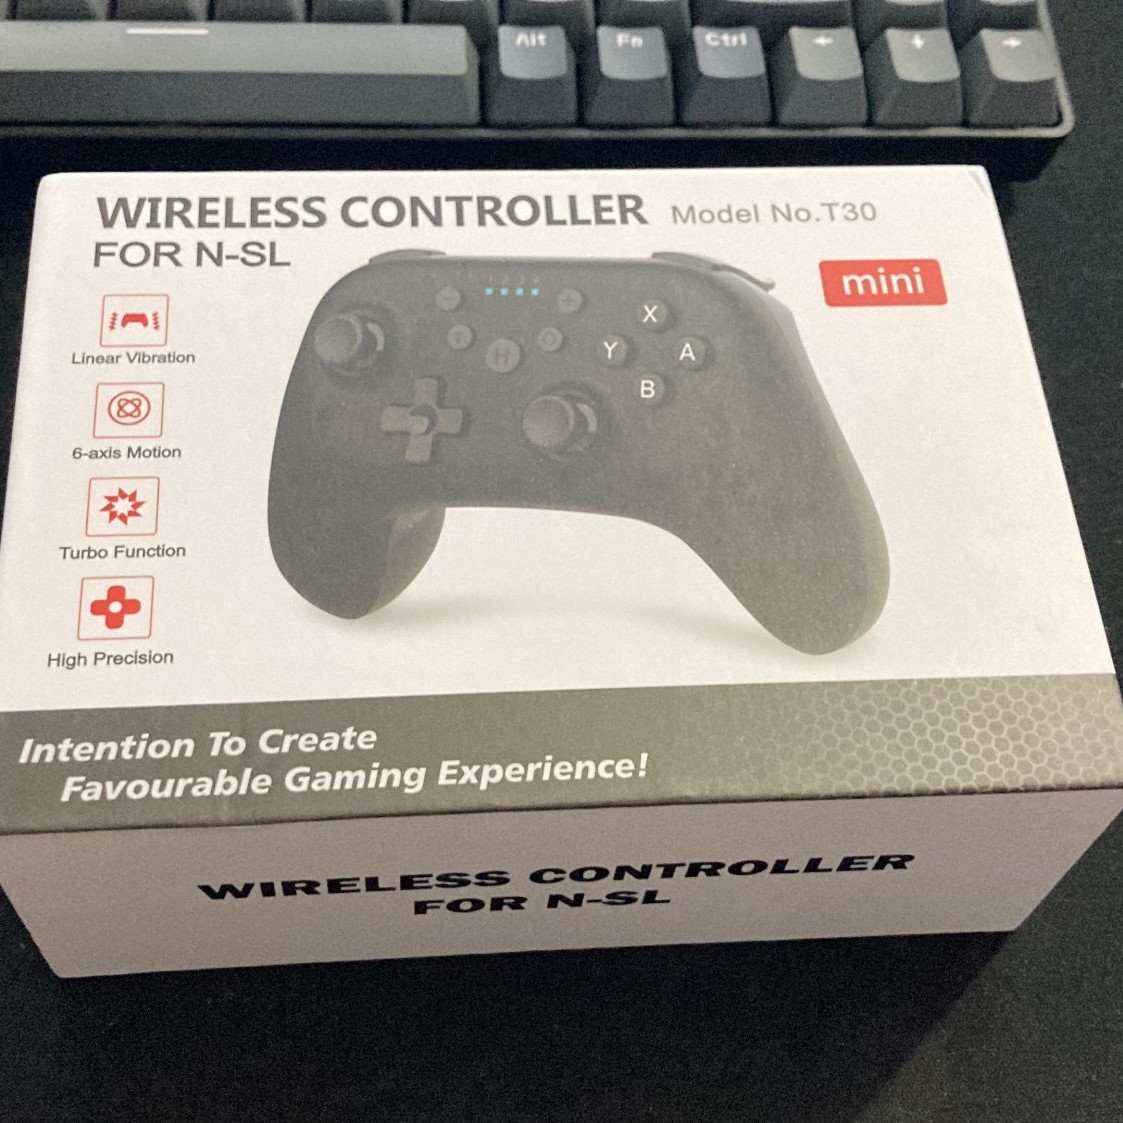 Alt Fn Ctrl ← ↓ →
WIRELESS CONTROLLER Model No.T30
FOR N-SL
mini
Linear Vibration
6-axis Motion
Turbo Function
High Precision
X
Y A
B
H
Intention To Create
Favourable Gaming Experience!
WIRELESS CONTROLLER
FOR N-SL